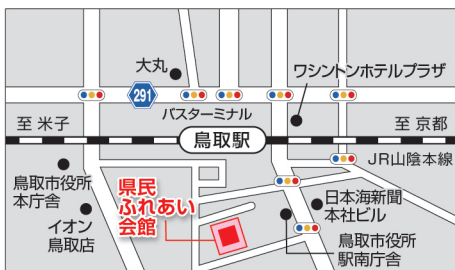 大丸
ワシントンホテルプラザ
291
バスターミナル
至 米子
鳥取駅
至 京都
JR山陰本線
鳥取市役所
本庁舎
県民
ふれあい
会館
イオン
鳥取店
日本海新聞
本社ビル
鳥取市役所
駅南庁舎